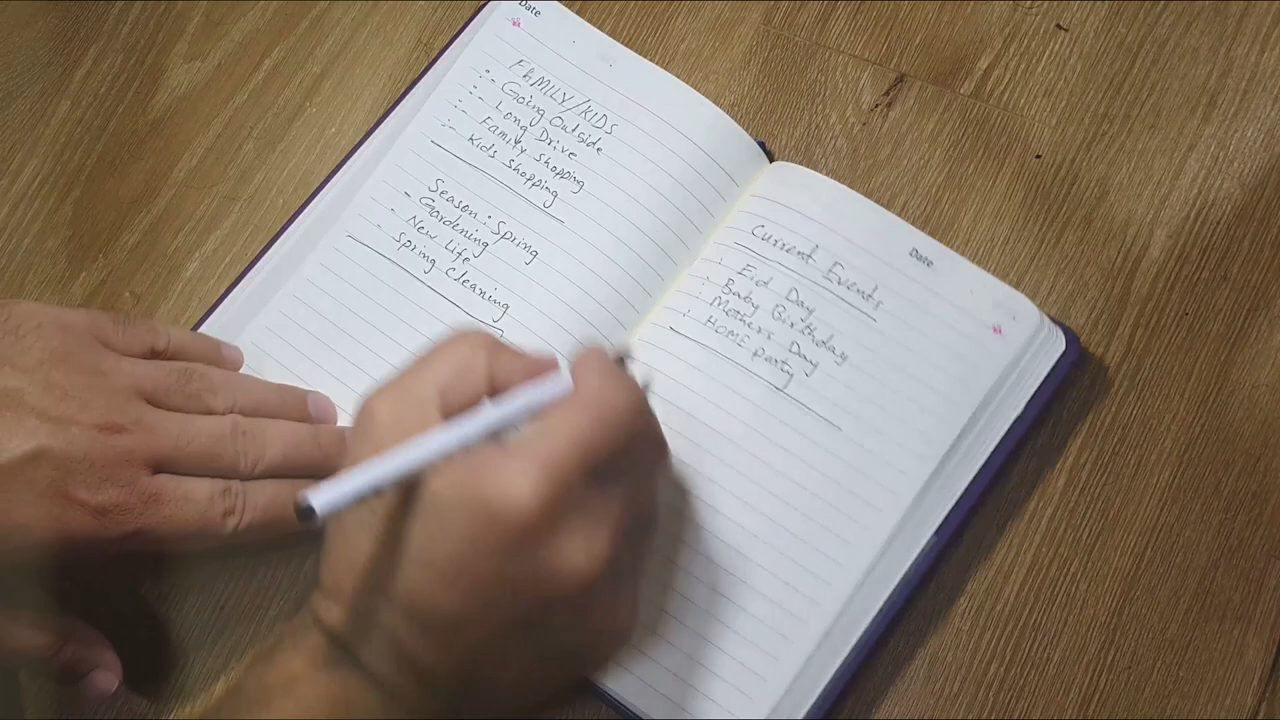 Date
FAMILY/KIDS
:- Going Outside
:- Long Drive
:- Family shopping
:- Kids shopping
Season: Spring
- Gardening
- New Life
- Spring Cleaning
Date
Current Events
: Eid Day
: Baby Birthday
: Mothers Day
: HOME party